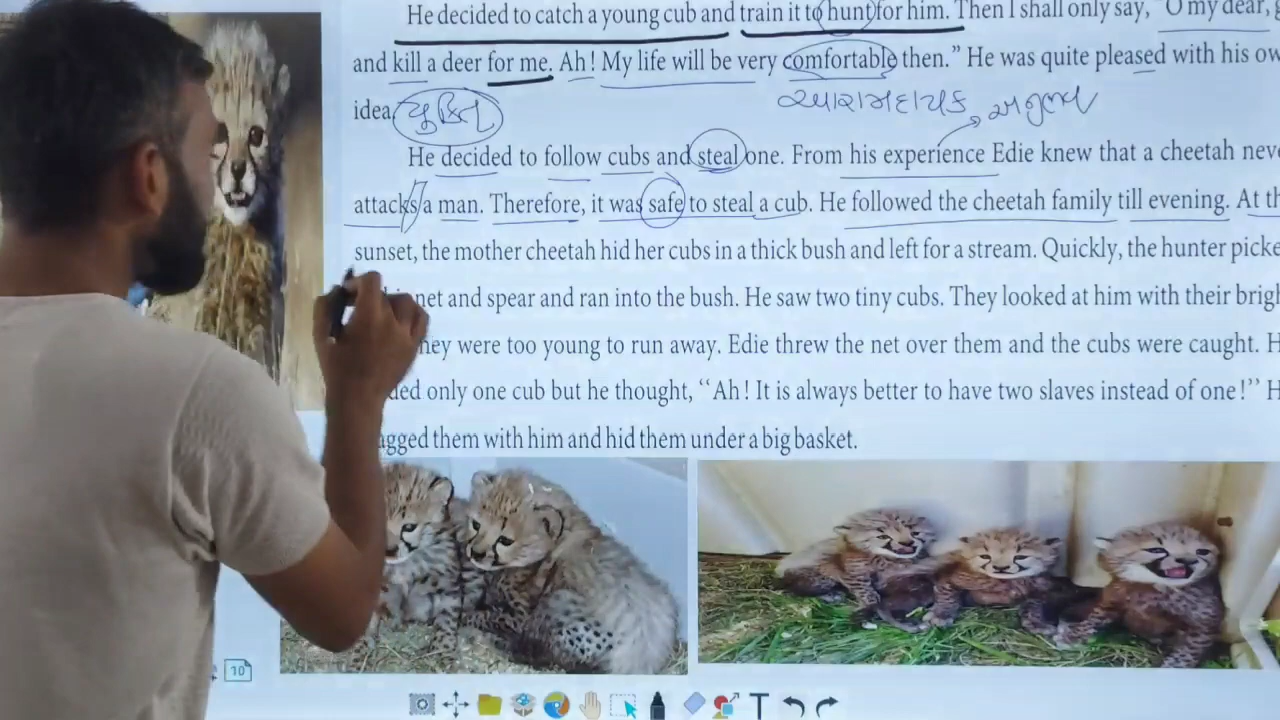 He decided to catch a young cub and train it to hunt for him. Then I shall only say, "O my dear,
and kill a deer for me. Ah! My life will be very comfortable then." He was quite pleased with his
idea. યુક્તિ આરામદાયક અનુભવ
He decided to follow cubs and steal one. From his experience Edie knew that a cheetah
attacks a man. Therefore, it was safe to steal a cub. He followed the cheetah family till evening. At
sunset, the mother cheetah hid her cubs in a thick bush and left for a stream. Quickly, the hunter
net and spear and ran into the bush. He saw two tiny cubs. They looked at him with their
were too young to run away. Edie threw the net over them and the cubs were caught.
only one cub but he thought, ‘‘Ah! It is always better to have two slaves instead of one!’’
them with him and hid them under a big basket.
10